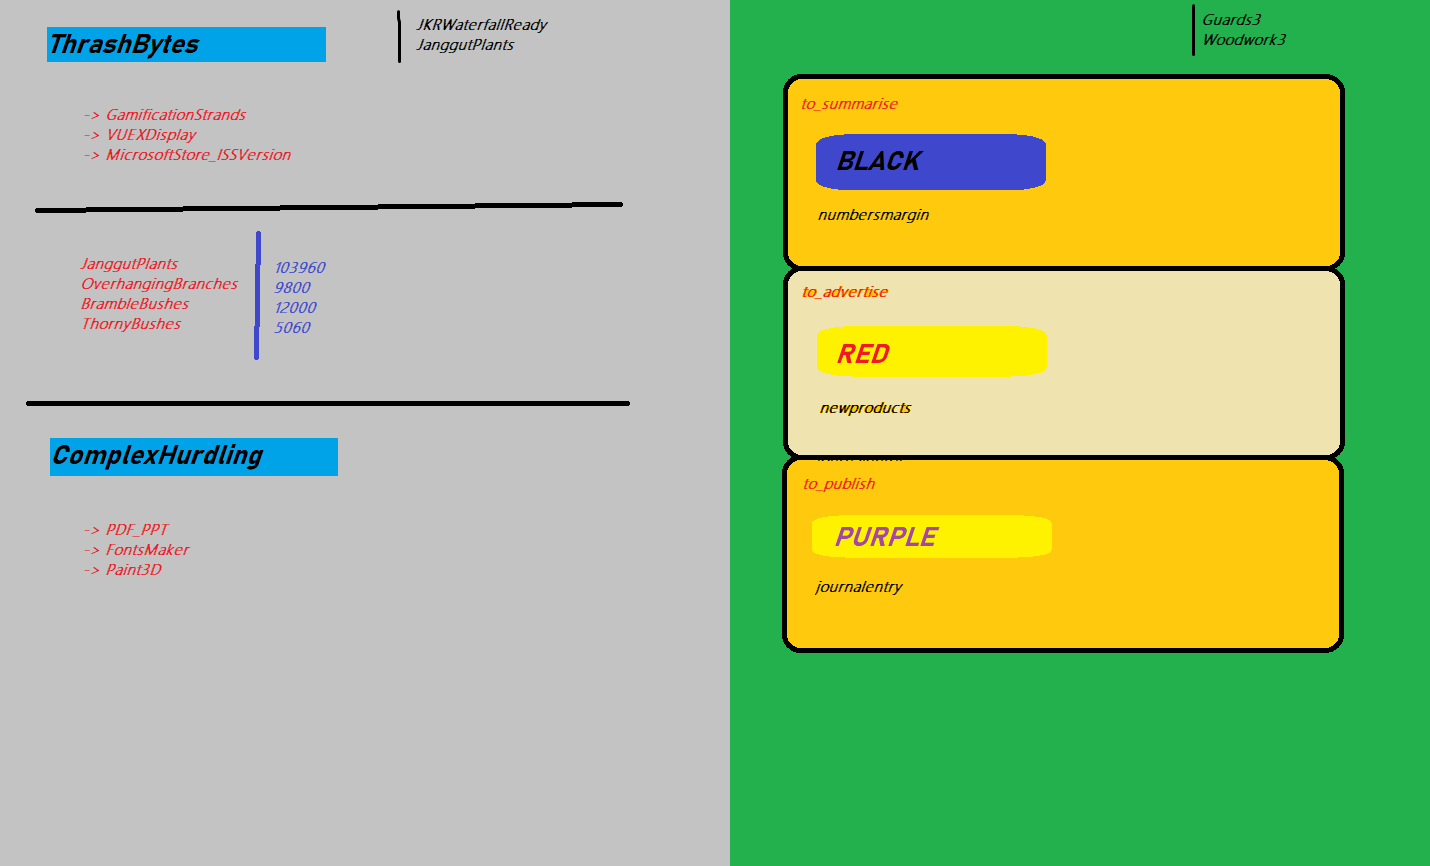 ThrashBytes
JKRWaterfallReady
JanggutPlants
-> GamificationStrands
-> VUEXDisplay
-> MicrosoftStore_ISSVersion
JanggutPlants
OverhangingBranches
BrambleBushes
ThornyBushes
103960
9800
12000
5060
ComplexHurdling
-> PDF_PPT
-> FontsMaker
-> Paint3D
Guards3
Woodwork3
to_summarise
BLACK
numbersmargin
to_advertise
RED
newproducts
to_publish
PURPLE
journalentry